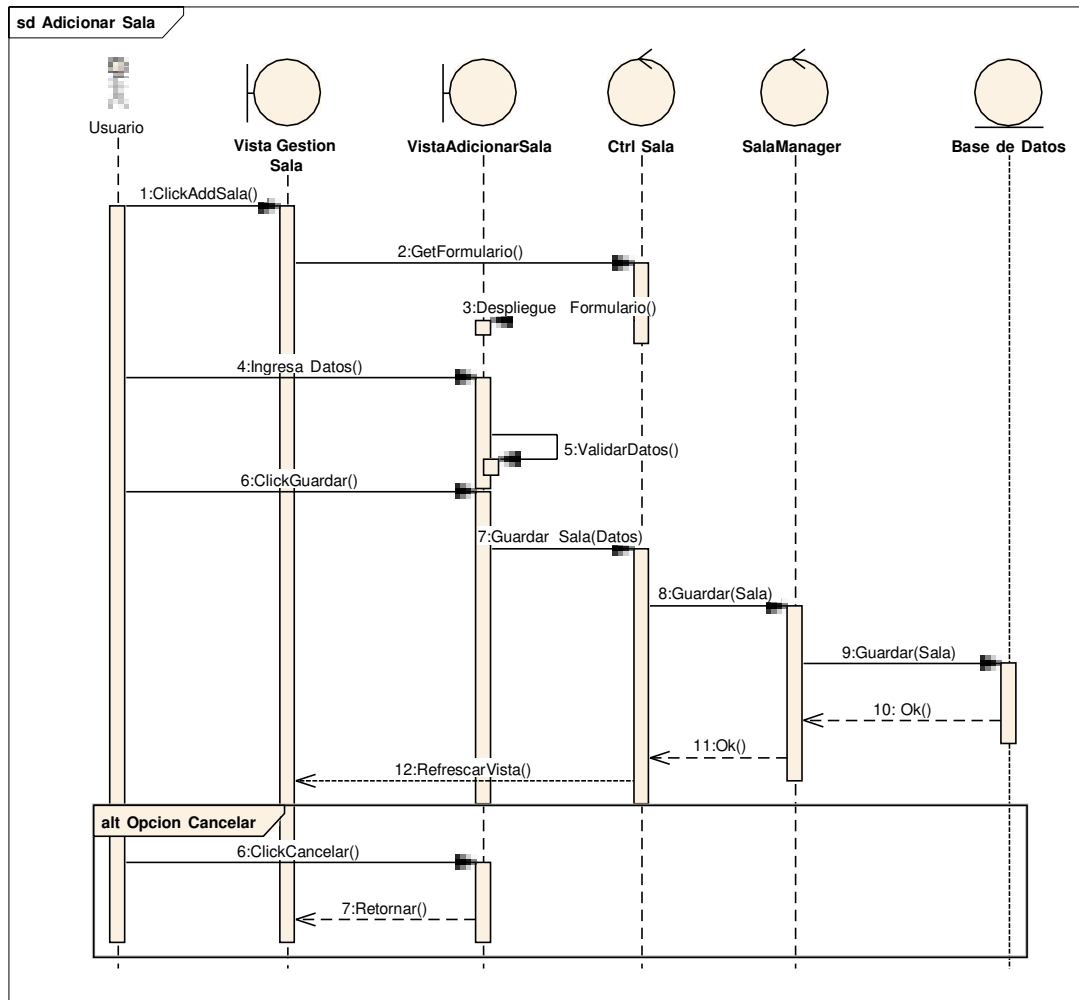 sd Adicionar Sala
Usuario
Vista Gestion
Sala
VistaAdicionarSala
Ctrl Sala
SalaManager
Base de Datos
1:ClickAddSala()
2:GetFormulario()
3:Despliegue Formulario()
4:Ingresa Datos()
5:ValidarDatos()
6:ClickGuardar()
7:Guardar Sala(Datos)
8:Guardar(Sala)
9:Guardar(Sala)
10: Ok()
11:Ok()
12:RefrescarVista()
alt Opcion Cancelar
6:ClickCancelar()
7:Retornar()